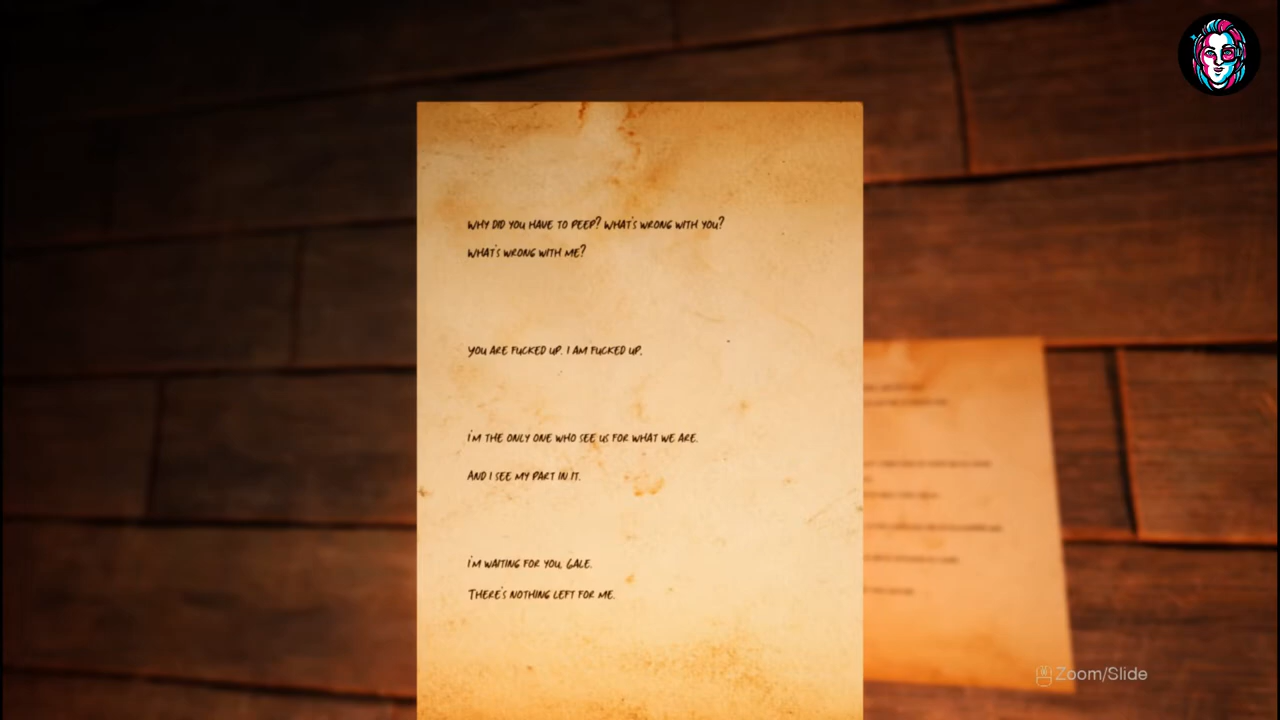 WHY DID YOU HAVE TO PEEP? WHAT'S WRONG WITH YOU?
WHAT'S WRONG WITH ME?
YOU ARE FUCKED UP. I AM FUCKED UP.
I'M THE ONLY ONE WHO SEE US FOR WHAT WE ARE.
AND I SEE MY PART IN IT.
I'M WAITING FOR YOU, GALE.
THERE'S NOTHING LEFT FOR ME.
Zoom/Slide